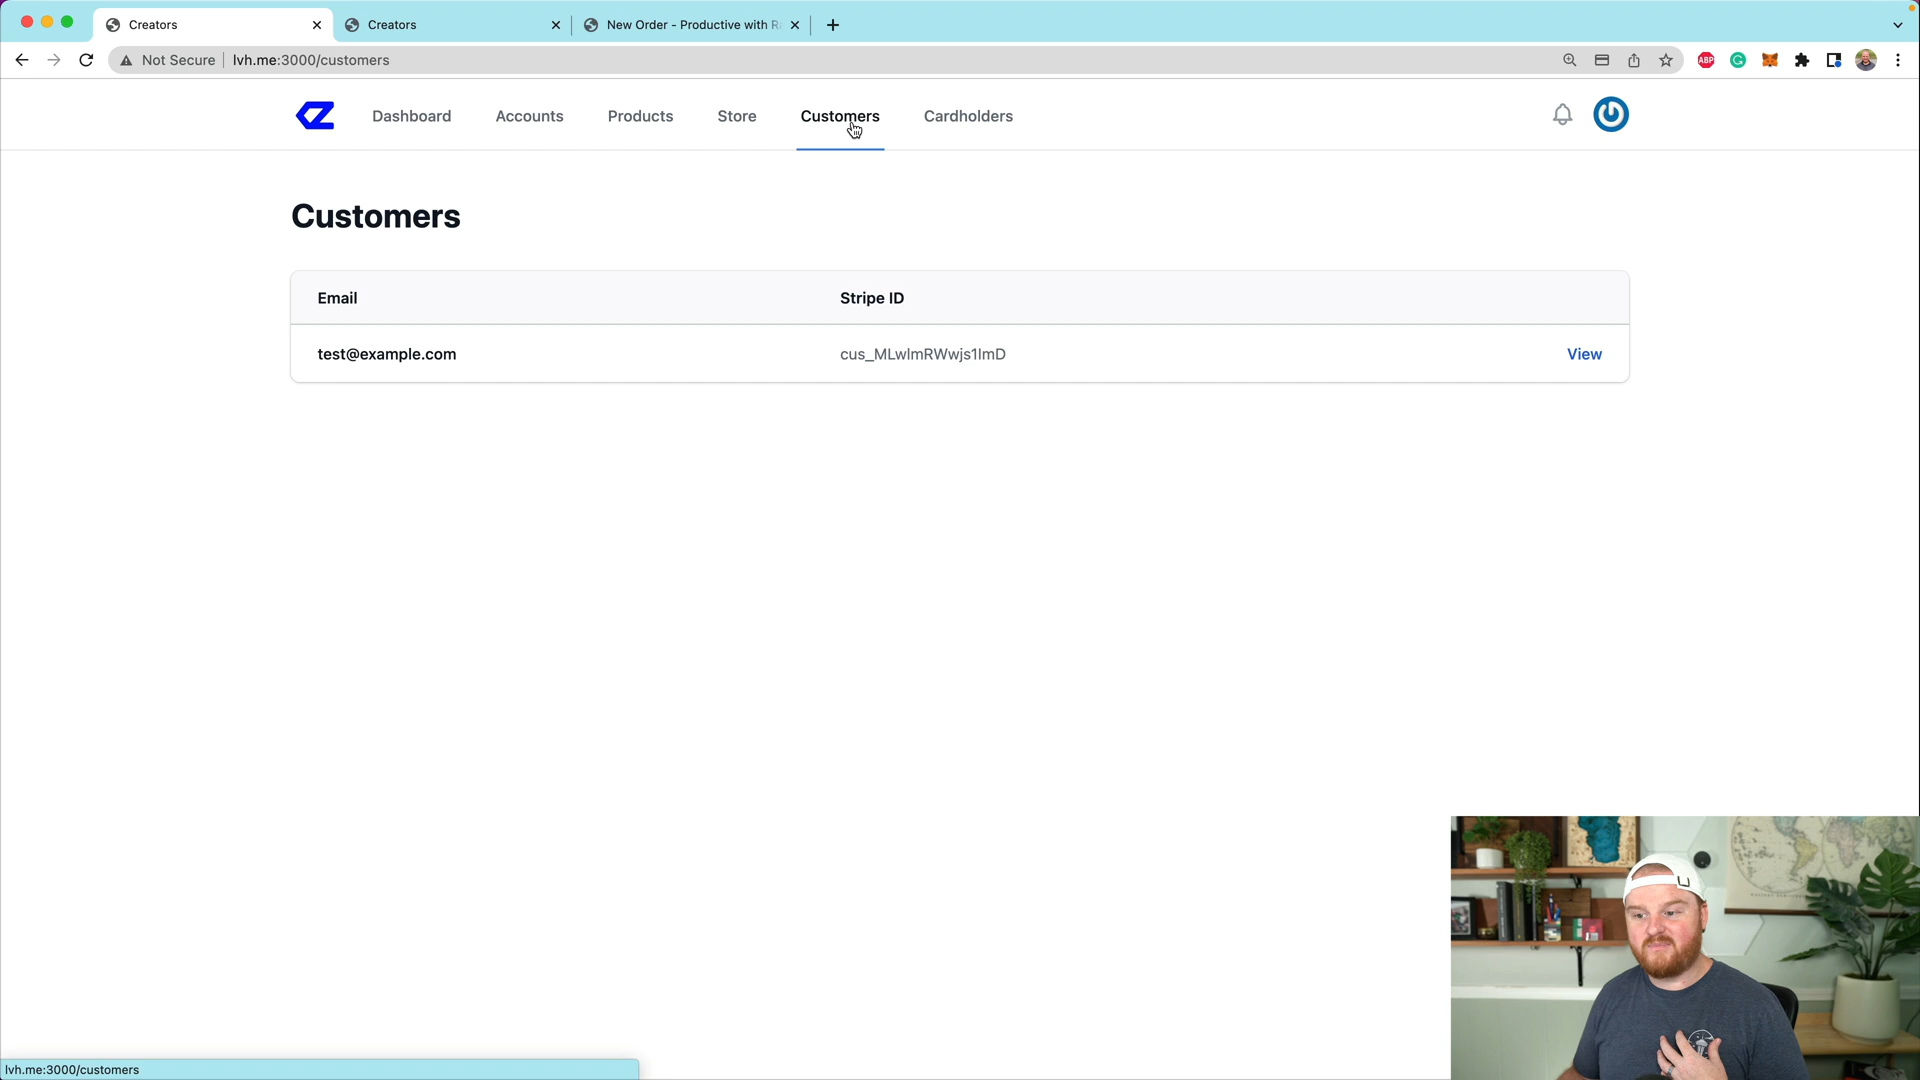 Creators
Creators
New Order - Productive with R
Not Secure
lvh.me:3000/customers
ABP
Dashboard
Accounts
Products
Store
Customers
Cardholders
Customers
Email
Stripe ID
test@example.com
cus_MLwlmRWwjs1lmD
View
lvh.me:3000/customers